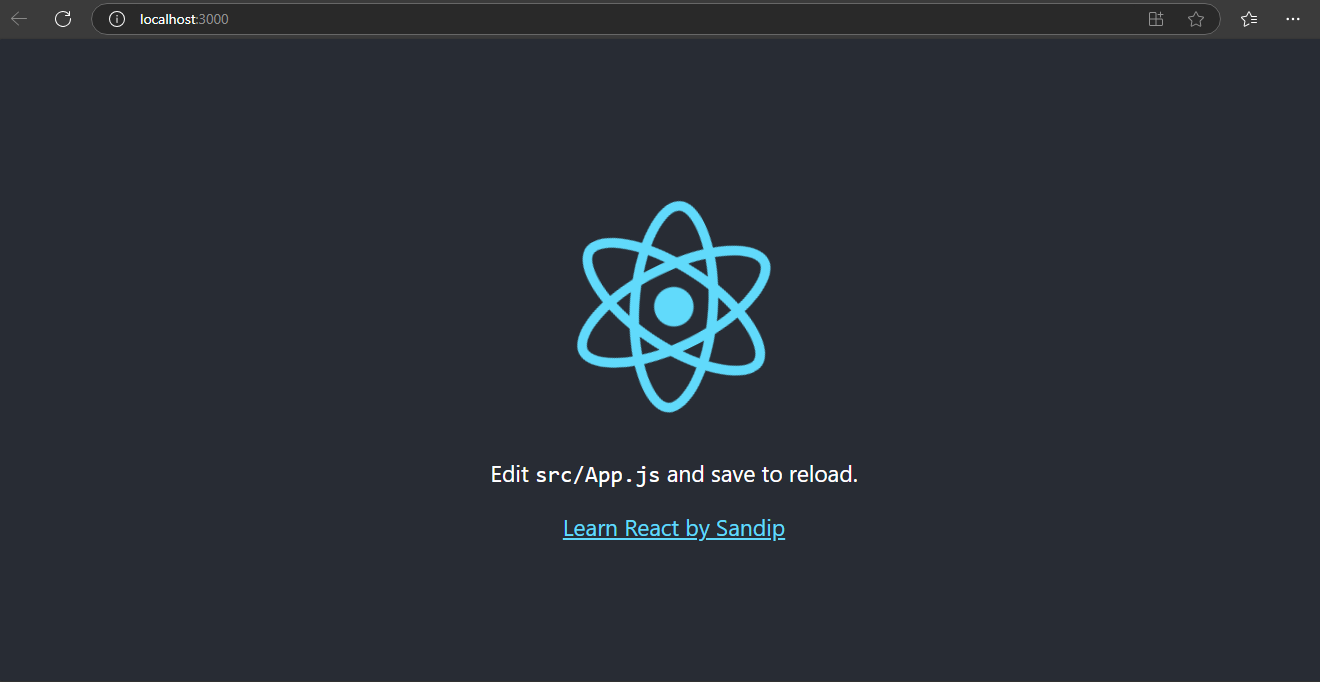 localhost:3000
Edit src/App.js and save to reload.
Learn React by Sandip